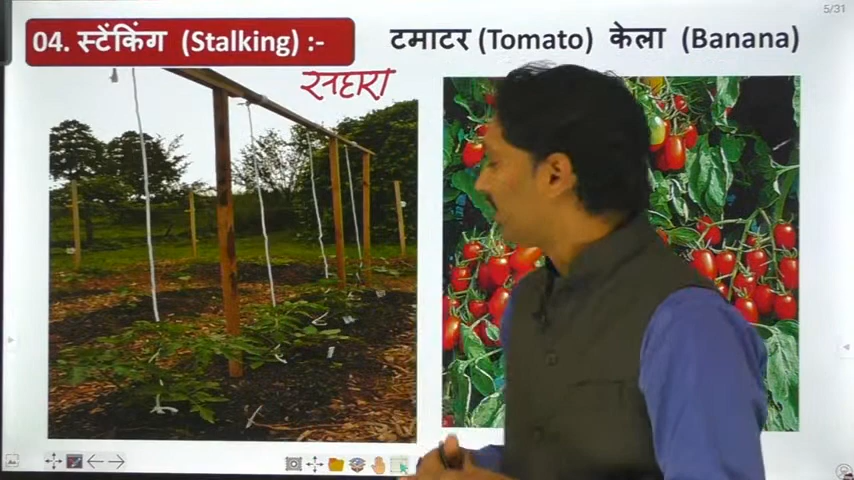 5/31
04. स्टेंकिंग (Stalking) :- टमाटर (Tomato) केला (Banana)
सहारा